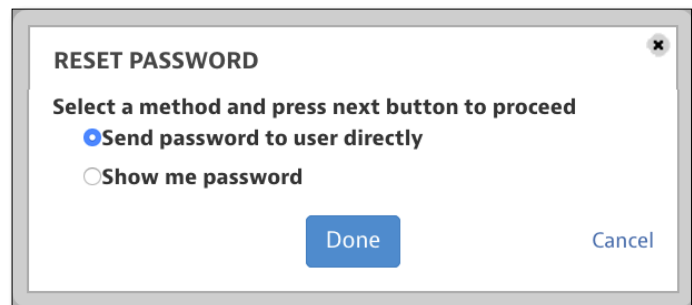 RESET PASSWORD
Select a method and press next button to proceed
Send password to user directly
Show me password
Done
Cancel